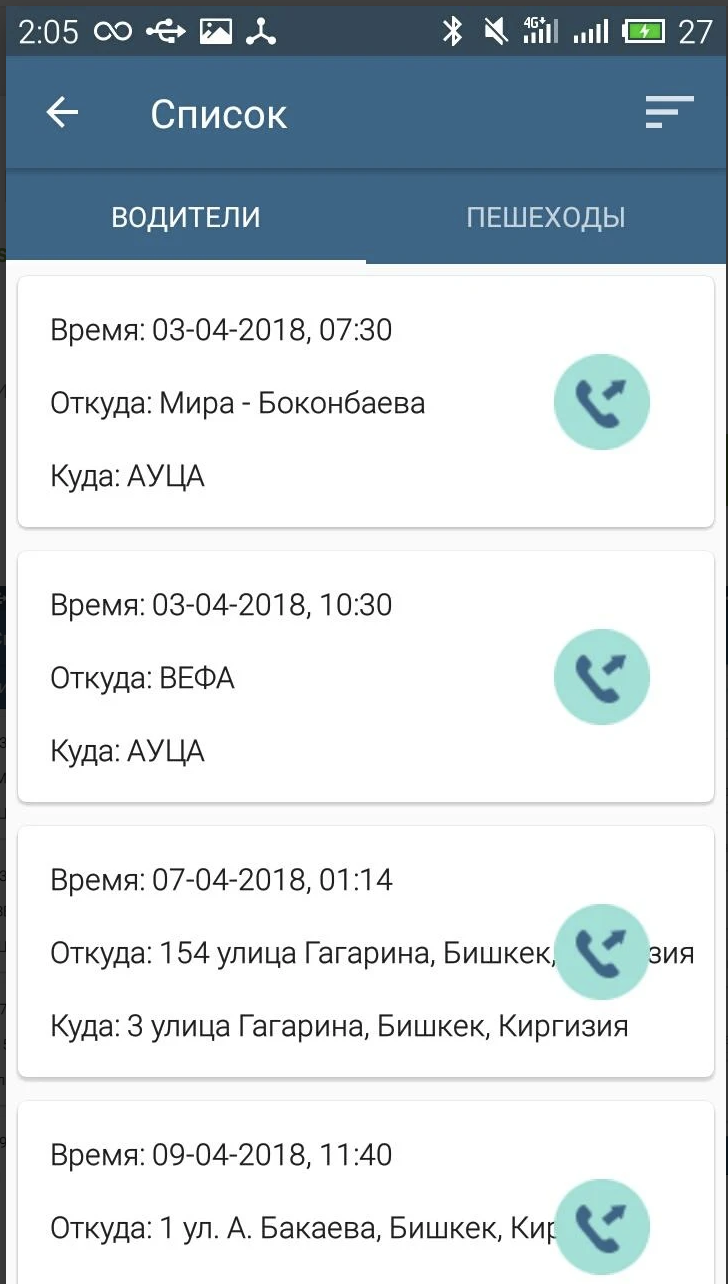 2:05 4G+ 27
Список
ВОДИТЕЛИ ПЕШЕХОДЫ
Время: 03-04-2018, 07:30
Откуда: Мира - Боконбаева
Куда: АУЦА
Время: 03-04-2018, 10:30
Откуда: ВЕФА
Куда: АУЦА
Время: 07-04-2018, 01:14
Откуда: 154 улица Гагарина, Бишкек, зия
Куда: 3 улица Гагарина, Бишкек, Киргизия
Время: 09-04-2018, 11:40
Откуда: 1 ул. А. Бакаева, Бишкек, Кир